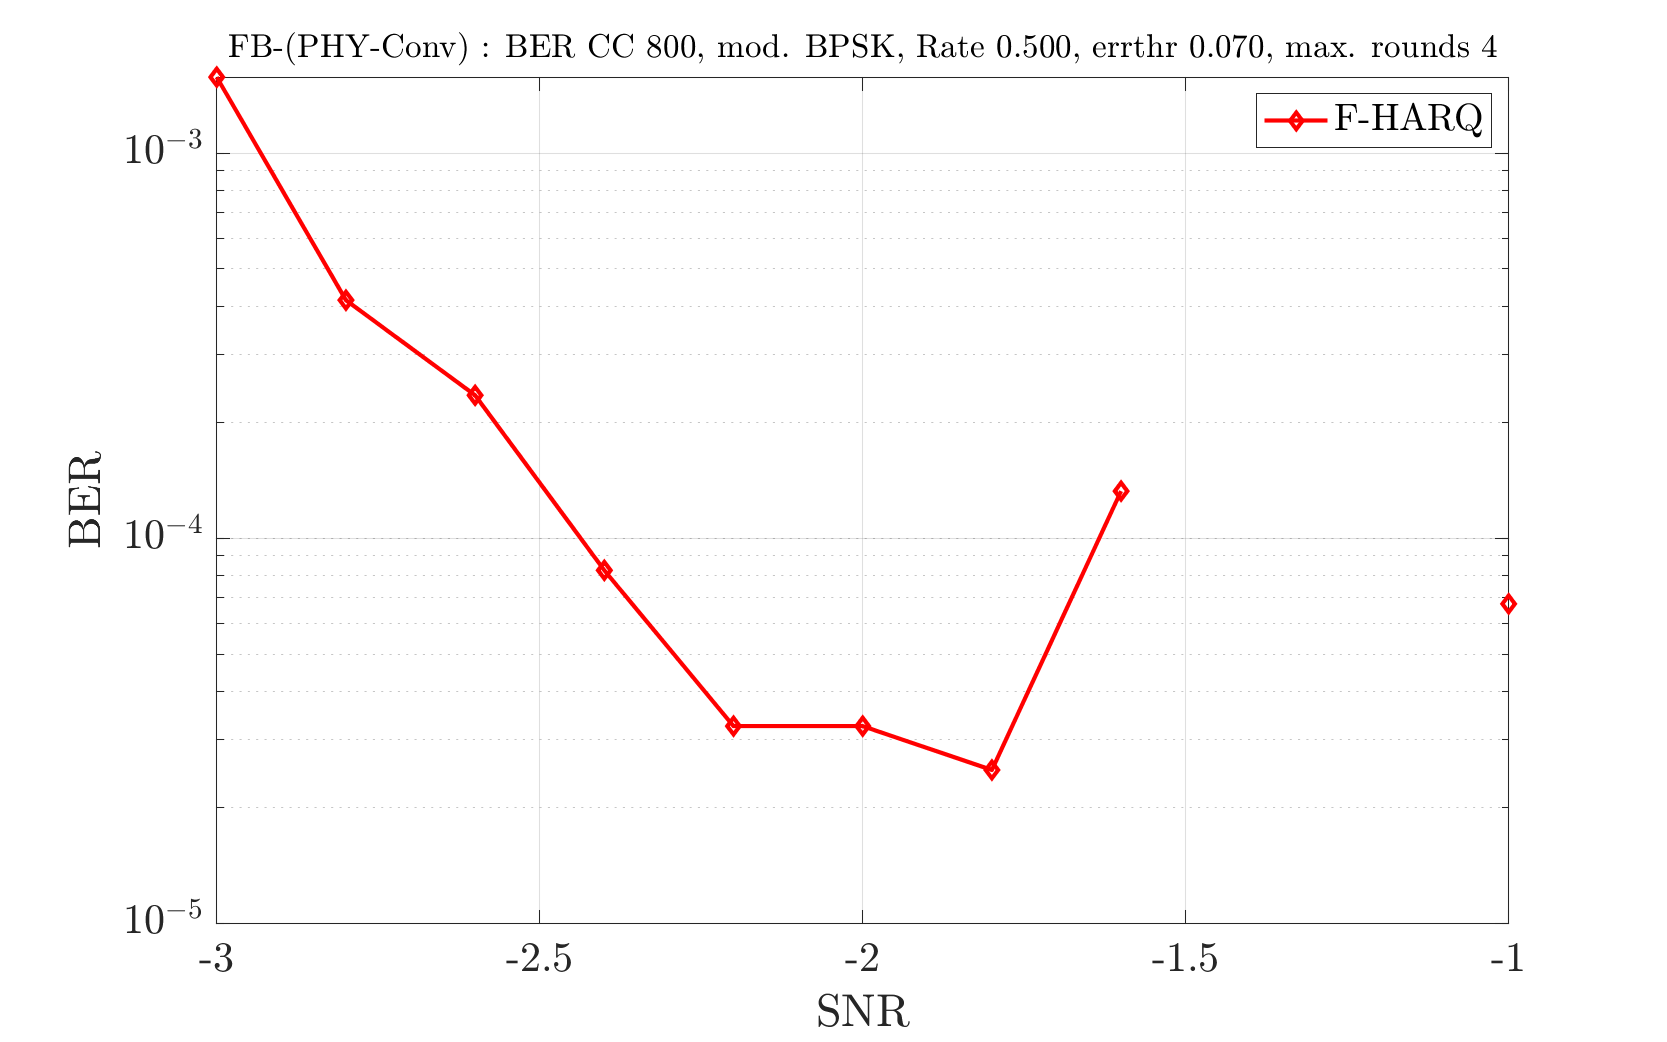 FB-(PHY-Conv) : BER CC 800, mod. BPSK, Rate 0.500, errthr 0.070, max. rounds 4
F-HARQ
10⁻³
10⁻⁴
10⁻⁵
BER
-3 -2.5 -2 -1.5 -1
SNR